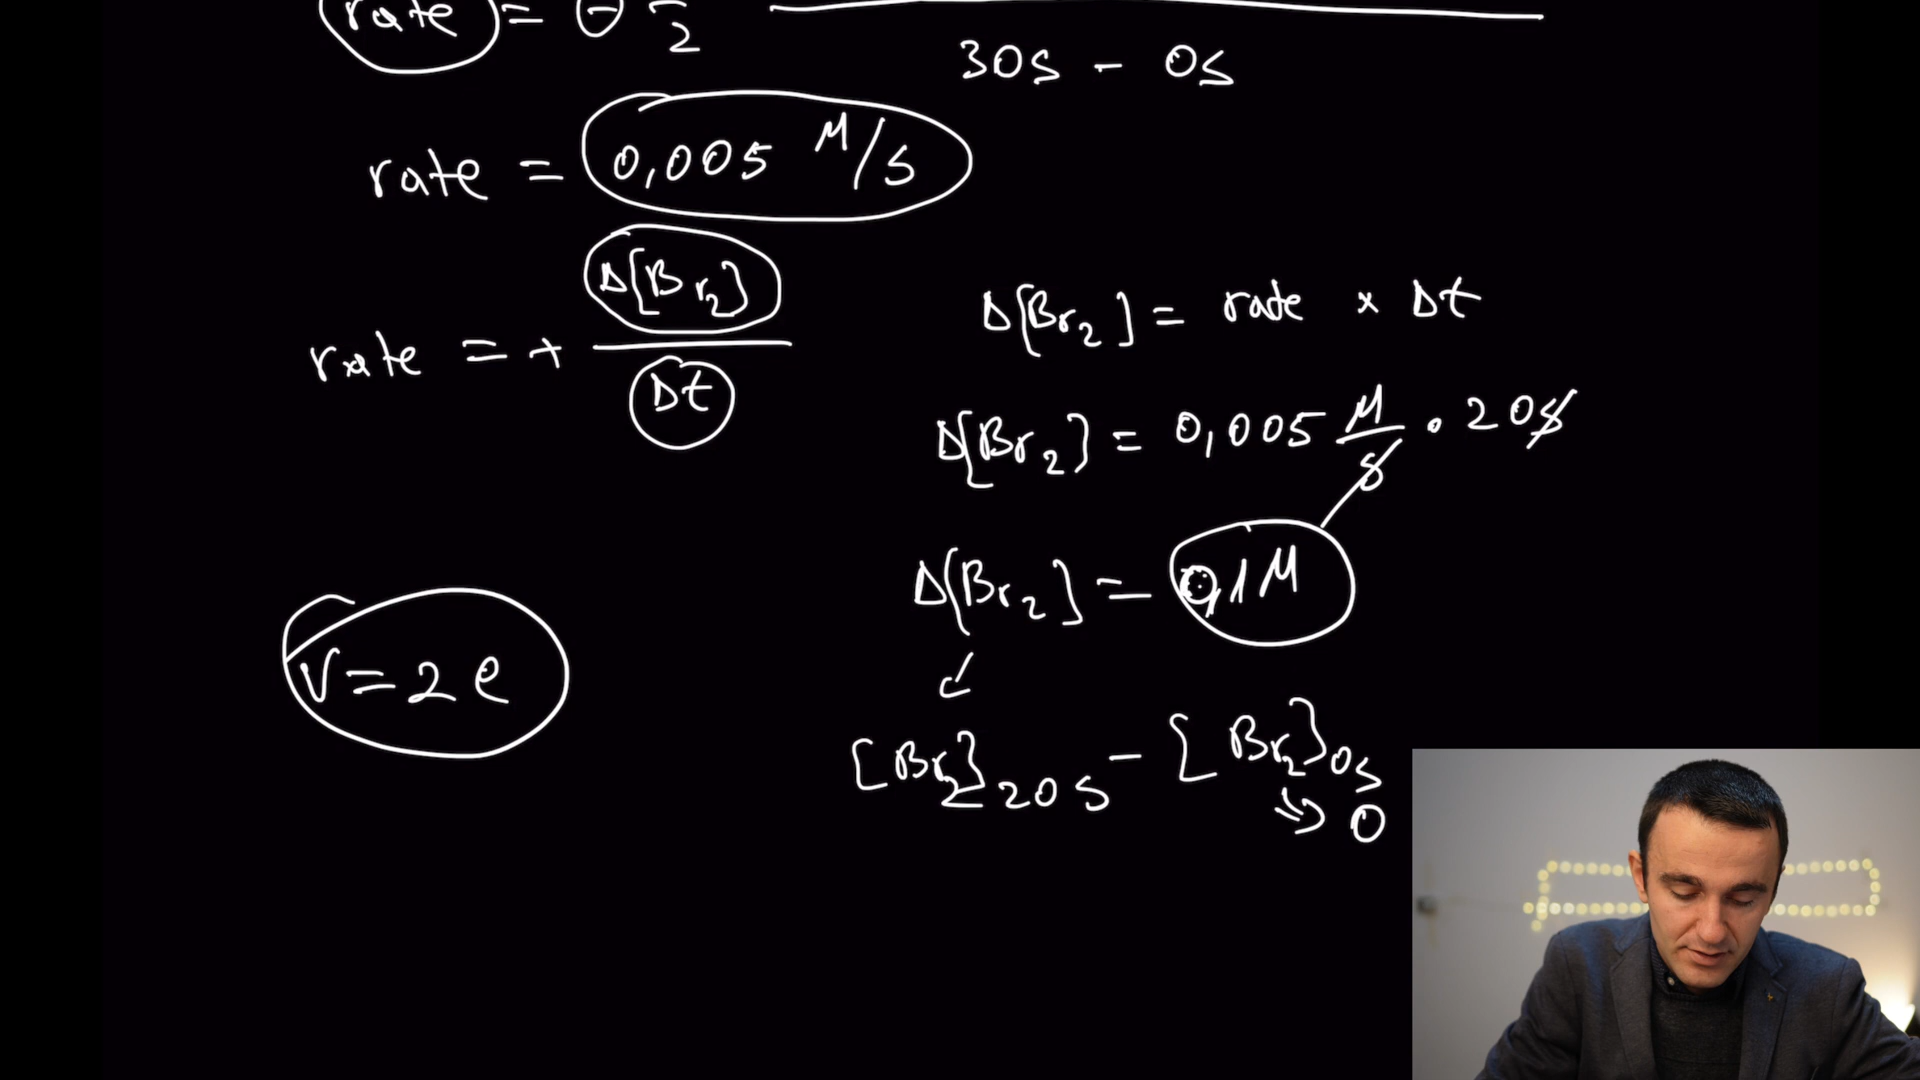 rate = - 1/2
30s - 0s
rate = 0,005 M/s
rate = + Δ[Br₂] / Δt
Δ[Br₂] = rate × Δt
Δ[Br₂] = 0,005 M/s · 20s
Δ[Br₂] = 0,1M
V = 2 e
[Br₂]20s - [Br₂]0s
⇒ 0